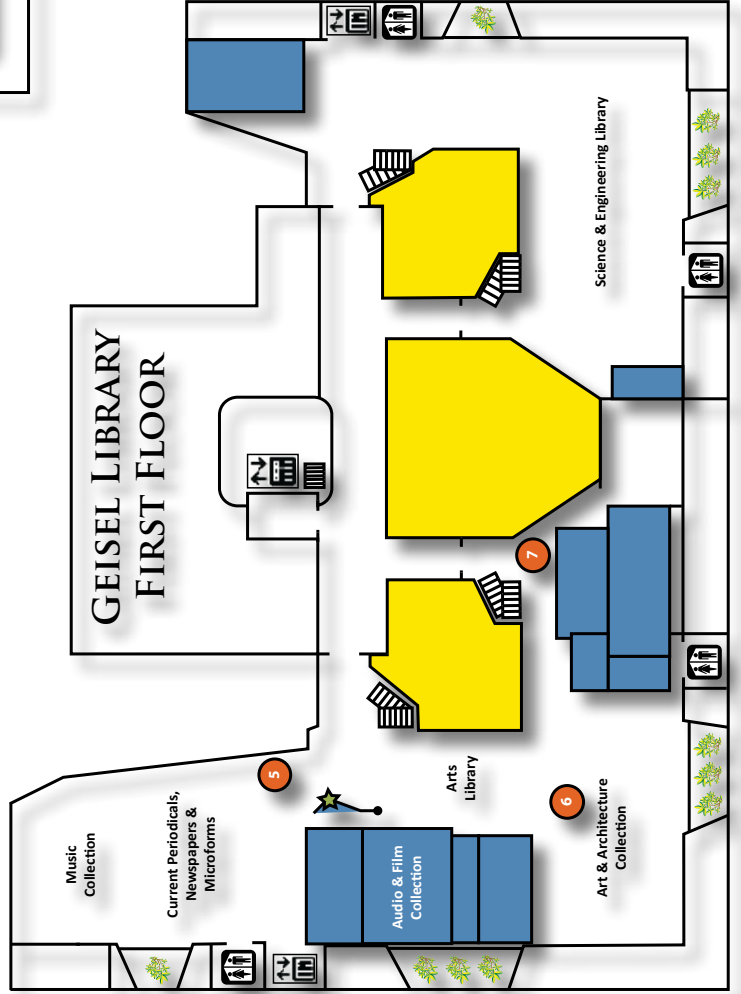 GEISEL LIBRARY
FIRST FLOOR
Music
Collection
Current Periodicals,
Newspapers &
Microforms
5
Audio & Film
Collection
Arts
Library
6
Art & Architecture
Collection
7
Science & Engineering Library